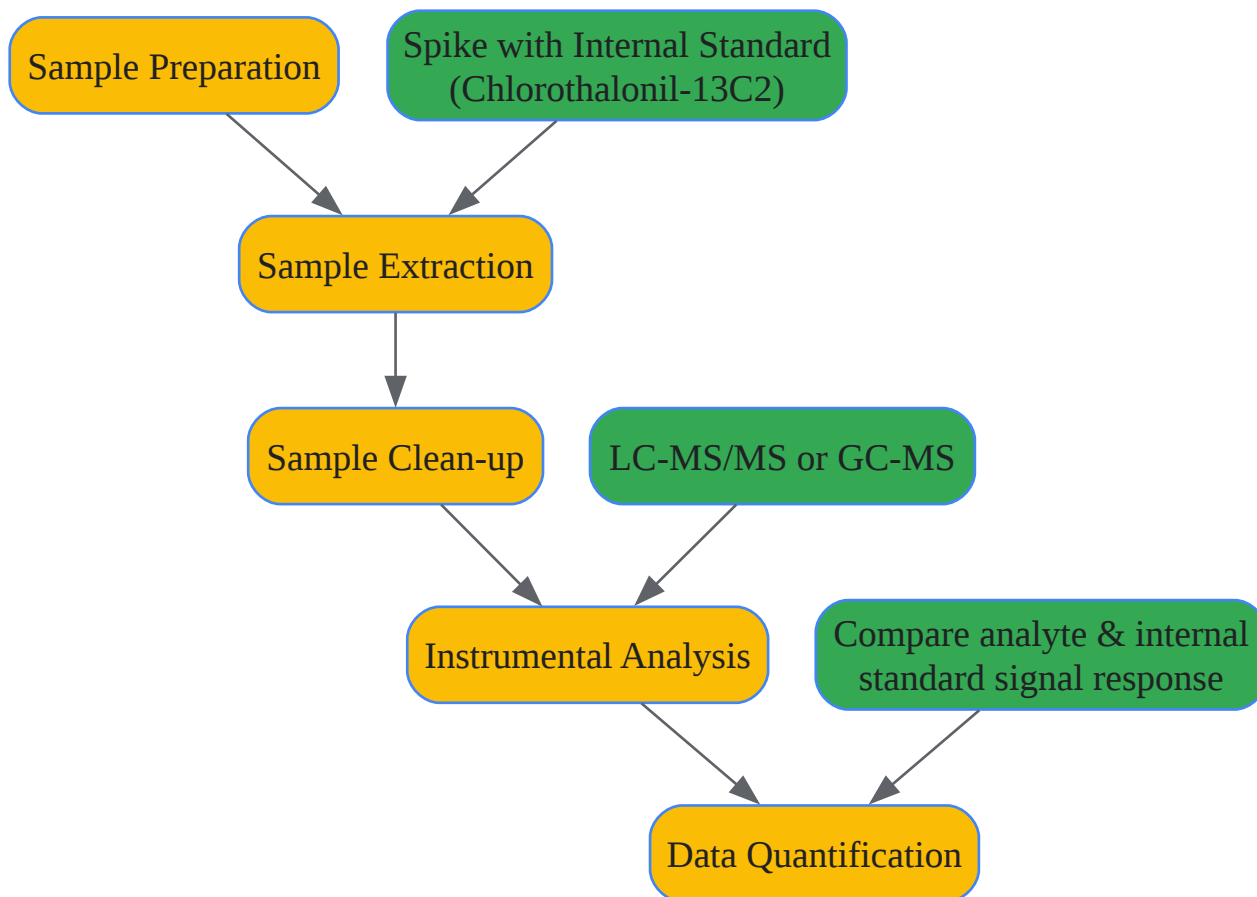 Sample Preparation
Spike with Internal Standard
(Chlorothalonil-13C2)
Sample Extraction
Sample Clean-up
LC-MS/MS or GC-MS
Instrumental Analysis
Compare analyte & internal
standard signal response
Data Quantification